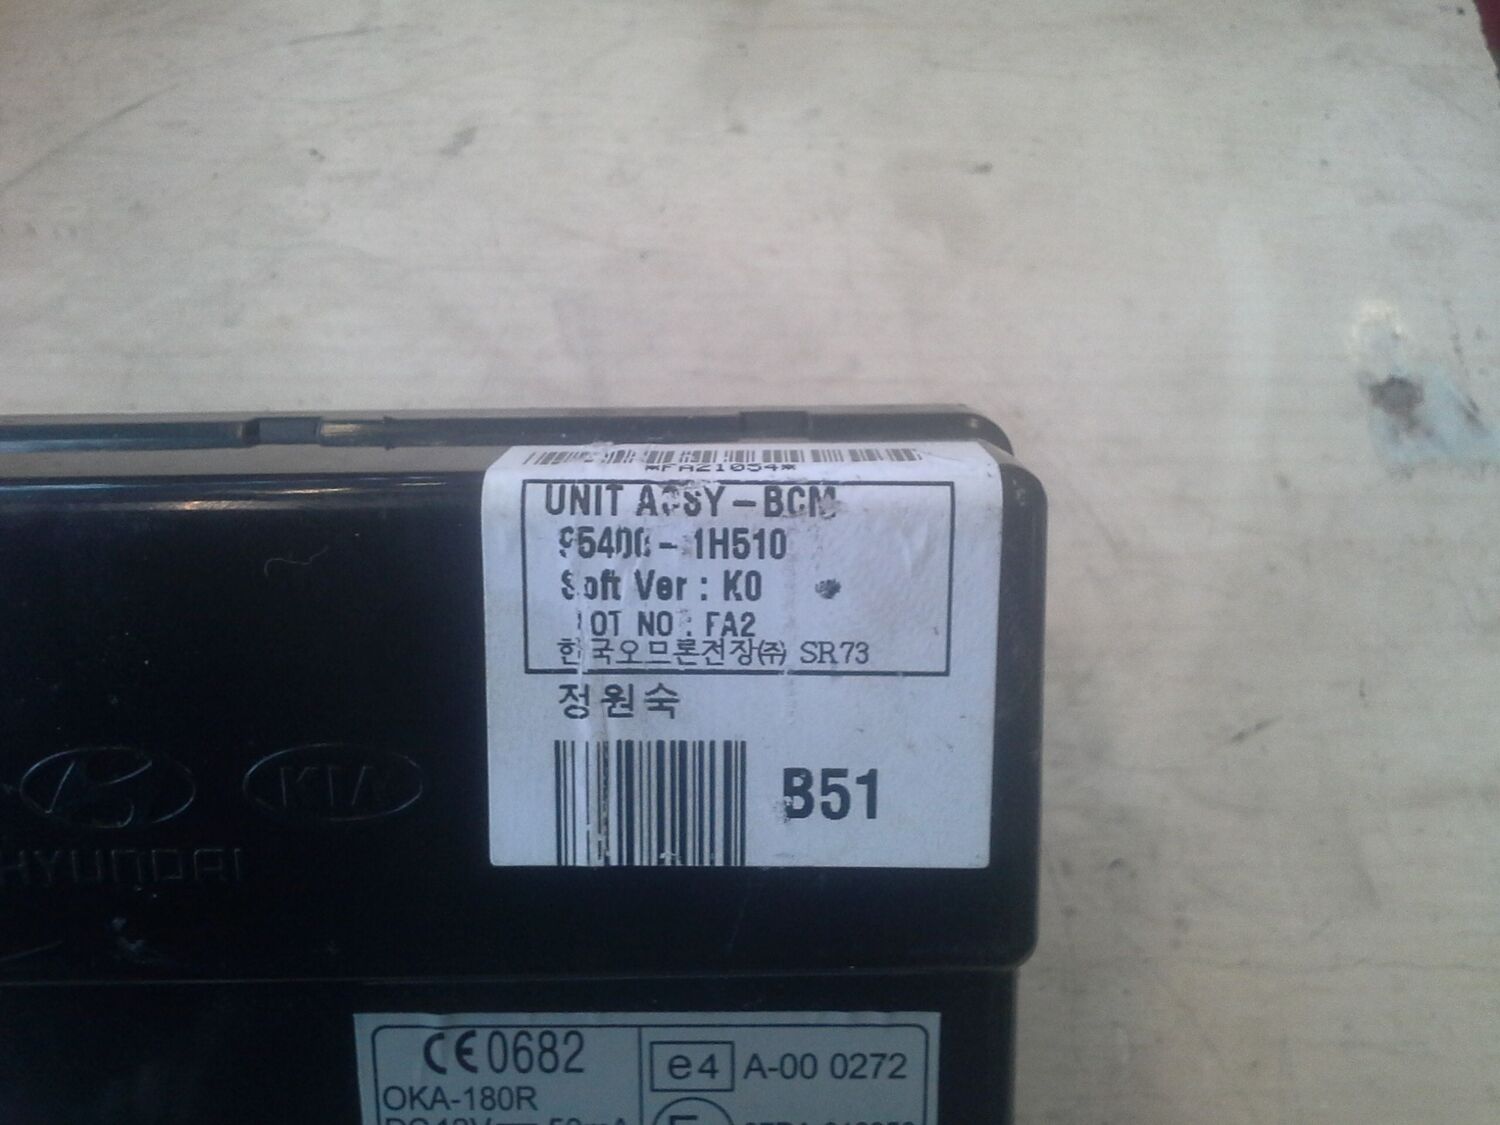 *FA21054*
UNIT ASSY-BCM
95400-1H510
Soft Ver : K0
LOT NO : FA2
한국오므론전장㈜ SR73
정원숙
B51
KIA
HYUNDAI
CE0682
e4 A-00 0272
OKA-180R